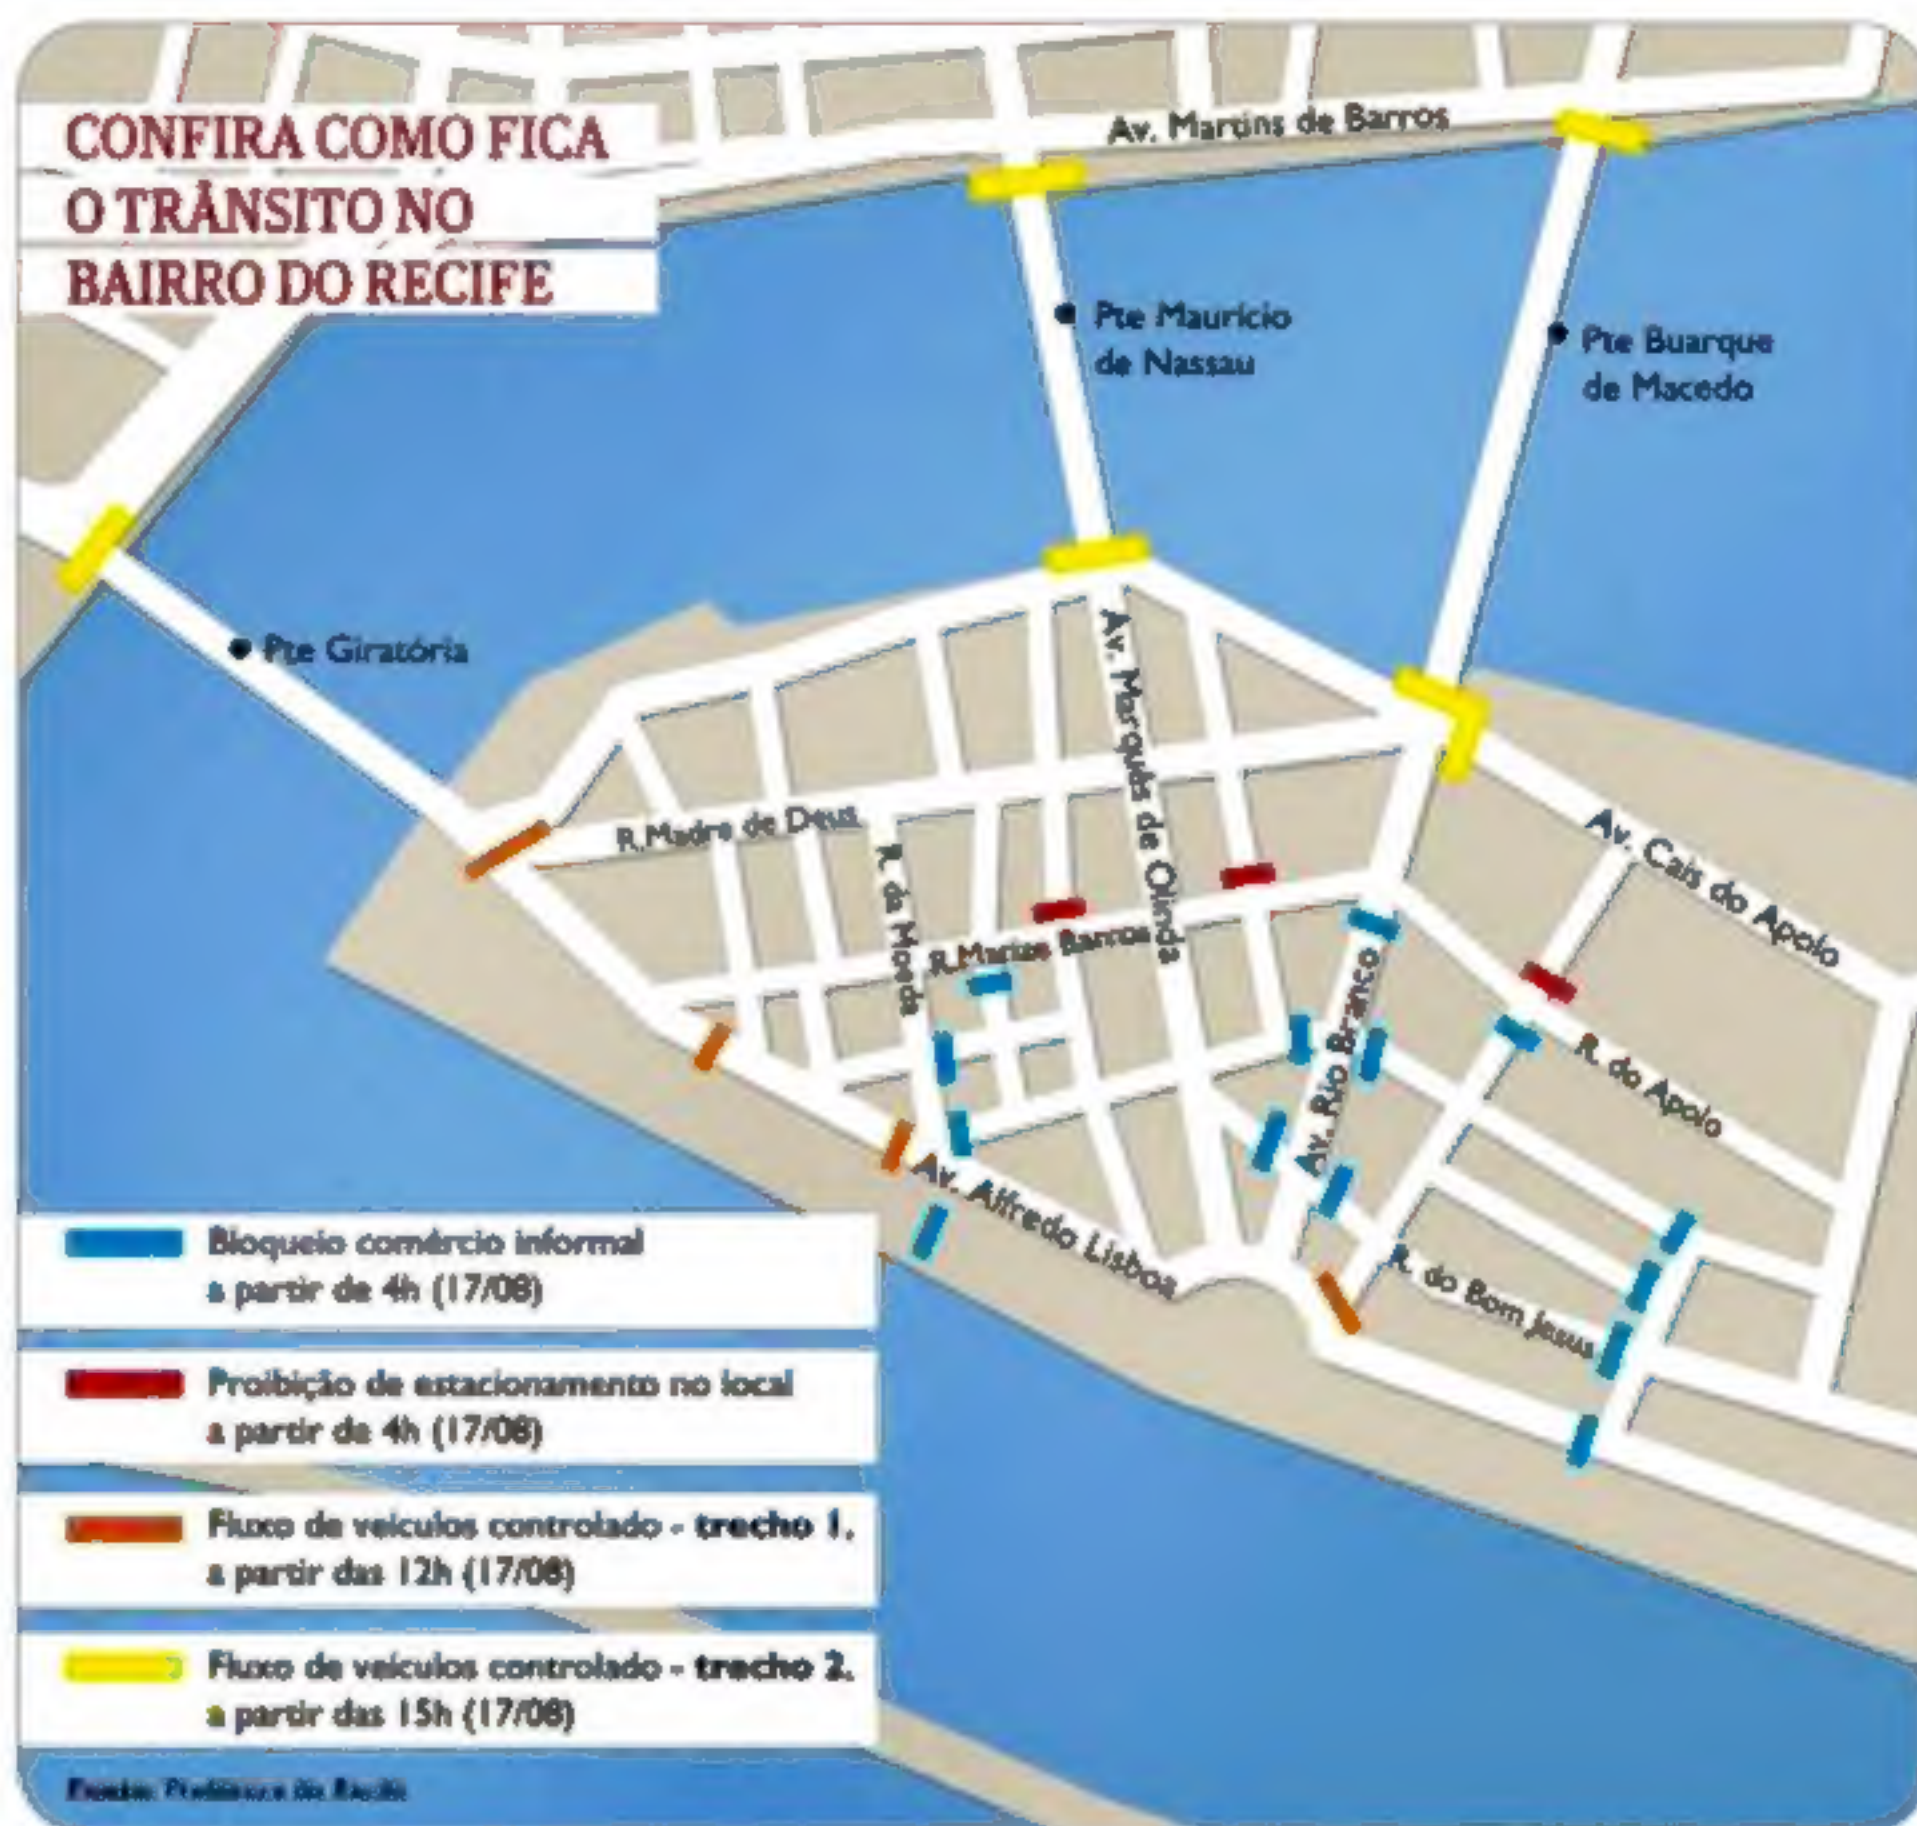 CONFIRA COMO FICA
O TRÂNSITO NO
BAIRRO DO RECIFE
Av. Martins de Barros
Pte Maurício
de Nassau
Pte Buarque
de Macedo
Pte Giratória
Av. Marquês de Olinda
R. Madre de Deus
R. da Moeda
R. Mariz e Barros
Av. Cais do Apolo
Av. Rio Branco
R. do Apolo
Av. Alfredo Lisboa
R. do Bom Jesus
Bloqueio comércio informal
a partir de 4h (17/08)
Proibição de estacionamento no local
a partir de 4h (17/08)
Fluxo de veículos controlado - trecho 1.
a partir das 12h (17/08)
Fluxo de veículos controlado - trecho 2.
a partir das 15h (17/08)
Fonte: Prefeitura do Recife